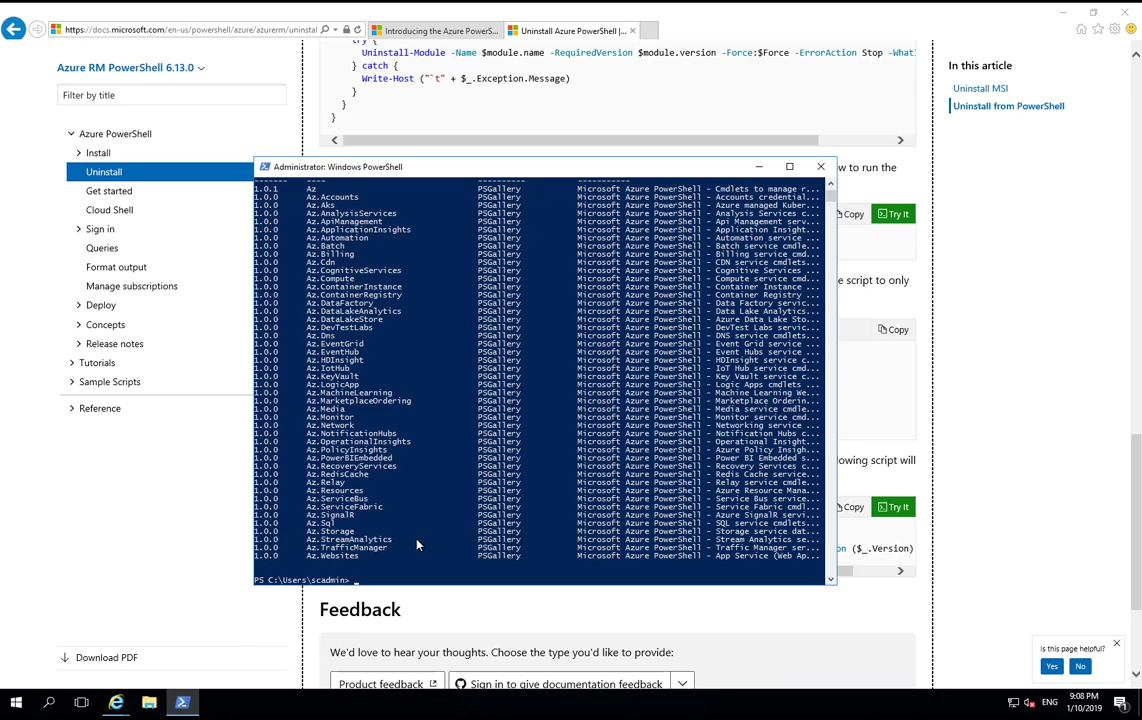 https://docs.microsoft.com/en-us/powershell/azure/azurerm/uninstal
Introducing the Azure PowerS...
Uninstall Azure PowerShell |...
Azure RM PowerShell 6.13.0
Filter by title
Azure PowerShell
Install
Uninstall
Get started
Cloud Shell
Sign in
Queries
Format output
Manage subscriptions
Deploy
Concepts
Release notes
Tutorials
Sample Scripts
Reference
Download PDF
try {
Uninstall-Module -Name $module.name -RequiredVersion $module.version -Force:$Force -ErrorAction Stop -What
} catch {
Write-Host ("`t" + $_.Exception.Message)
}
}
}
ow to run the
Copy
Try It
e script to only
Copy
lowing script will
Copy
Try It
on ($_.Version)
Administrator: Windows PowerShell
1.0.1 Az PSGallery Microsoft Azure PowerShell - Cmdlets to manage r...
1.0.0 Az.Accounts PSGallery Microsoft Azure PowerShell - Accounts credential...
1.0.0 Az.Aks PSGallery Microsoft Azure PowerShell - Azure managed Kuber...
1.0.0 Az.AnalysisServices PSGallery Microsoft Azure PowerShell - Analysis Services c...
1.0.0 Az.ApiManagement PSGallery Microsoft Azure PowerShell - Api Management serv...
1.0.0 Az.ApplicationInsights PSGallery Microsoft Azure PowerShell - Application Insight...
1.0.0 Az.Automation PSGallery Microsoft Azure PowerShell - Automation service ...
1.0.0 Az.Batch PSGallery Microsoft Azure PowerShell - Batch service cmdle...
1.0.0 Az.Billing PSGallery Microsoft Azure PowerShell - Billing service cmd...
1.0.0 Az.Cdn PSGallery Microsoft Azure PowerShell - CDN service cmdlets...
1.0.0 Az.CognitiveServices PSGallery Microsoft Azure PowerShell - Cognitive Services ...
1.0.0 Az.Compute PSGallery Microsoft Azure PowerShell - Compute service cmd...
1.0.0 Az.ContainerInstance PSGallery Microsoft Azure PowerShell - Container Instance ...
1.0.0 Az.ContainerRegistry PSGallery Microsoft Azure PowerShell - Container Registry ...
1.0.0 Az.DataFactory PSGallery Microsoft Azure PowerShell - Data Factory servic...
1.0.0 Az.DataLakeAnalytics PSGallery Microsoft Azure PowerShell - Data Lake Analytics...
1.0.0 Az.DataLakeStore PSGallery Microsoft Azure PowerShell - Azure Data Lake Sto...
1.0.0 Az.DevTestLabs PSGallery Microsoft Azure PowerShell - DevTest Labs servic...
1.0.0 Az.Dns PSGallery Microsoft Azure PowerShell - DNS service cmdlets...
1.0.0 Az.EventGrid PSGallery Microsoft Azure PowerShell - Event Grid service ...
1.0.0 Az.EventHub PSGallery Microsoft Azure PowerShell - Event Hubs service ...
1.0.0 Az.HDInsight PSGallery Microsoft Azure PowerShell - HDInsight service c...
1.0.0 Az.IotHub PSGallery Microsoft Azure PowerShell - IoT Hub service cmd...
1.0.0 Az.KeyVault PSGallery Microsoft Azure PowerShell - Key Vault service c...
1.0.0 Az.LogicApp PSGallery Microsoft Azure PowerShell - Logic Apps cmdlets ...
1.0.0 Az.MachineLearning PSGallery Microsoft Azure PowerShell - Machine Learning We...
1.0.0 Az.MarketplaceOrdering PSGallery Microsoft Azure PowerShell - Marketplace Orderin...
1.0.0 Az.Media PSGallery Microsoft Azure PowerShell - Media service cmdle...
1.0.0 Az.Monitor PSGallery Microsoft Azure PowerShell - Monitor service cmd...
1.0.0 Az.Network PSGallery Microsoft Azure PowerShell - Networking service ...
1.0.0 Az.NotificationHubs PSGallery Microsoft Azure PowerShell - Notification Hubs c...
1.0.0 Az.OperationalInsights PSGallery Microsoft Azure PowerShell - Operational Insight...
1.0.0 Az.PolicyInsights PSGallery Microsoft Azure PowerShell - Azure Policy Insigh...
1.0.0 Az.PowerBIEmbedded PSGallery Microsoft Azure PowerShell - Power BI Embedded s...
1.0.0 Az.RecoveryServices PSGallery Microsoft Azure PowerShell - Recovery Services c...
1.0.0 Az.RedisCache PSGallery Microsoft Azure PowerShell - Redis Cache service...
1.0.0 Az.Relay PSGallery Microsoft Azure PowerShell - Relay service cmdle...
1.0.0 Az.Resources PSGallery Microsoft Azure PowerShell - Azure Resource Mana...
1.0.0 Az.ServiceBus PSGallery Microsoft Azure PowerShell - Service Bus service...
1.0.0 Az.ServiceFabric PSGallery Microsoft Azure PowerShell - Service Fabric cmdl...
1.0.0 Az.SignalR PSGallery Microsoft Azure PowerShell - Azure SignalR servi...
1.0.0 Az.Sql PSGallery Microsoft Azure PowerShell - SQL service cmdlets...
1.0.0 Az.Storage PSGallery Microsoft Azure PowerShell - Storage service dat...
1.0.0 Az.StreamAnalytics PSGallery Microsoft Azure PowerShell - Stream Analytics se...
1.0.0 Az.TrafficManager PSGallery Microsoft Azure PowerShell - Traffic Manager ser...
1.0.0 Az.Websites PSGallery Microsoft Azure PowerShell - App Service (Web Ap...
PS C:\Users\scadmin> _
Feedback
We'd love to hear your thoughts. Choose the type you'd like to provide:
Product feedback
Sign in to give documentation feedback
In this article
Uninstall MSI
Uninstall from PowerShell
Is this page helpful?
Yes
No
ENG
9:08 PM
1/10/2019
1